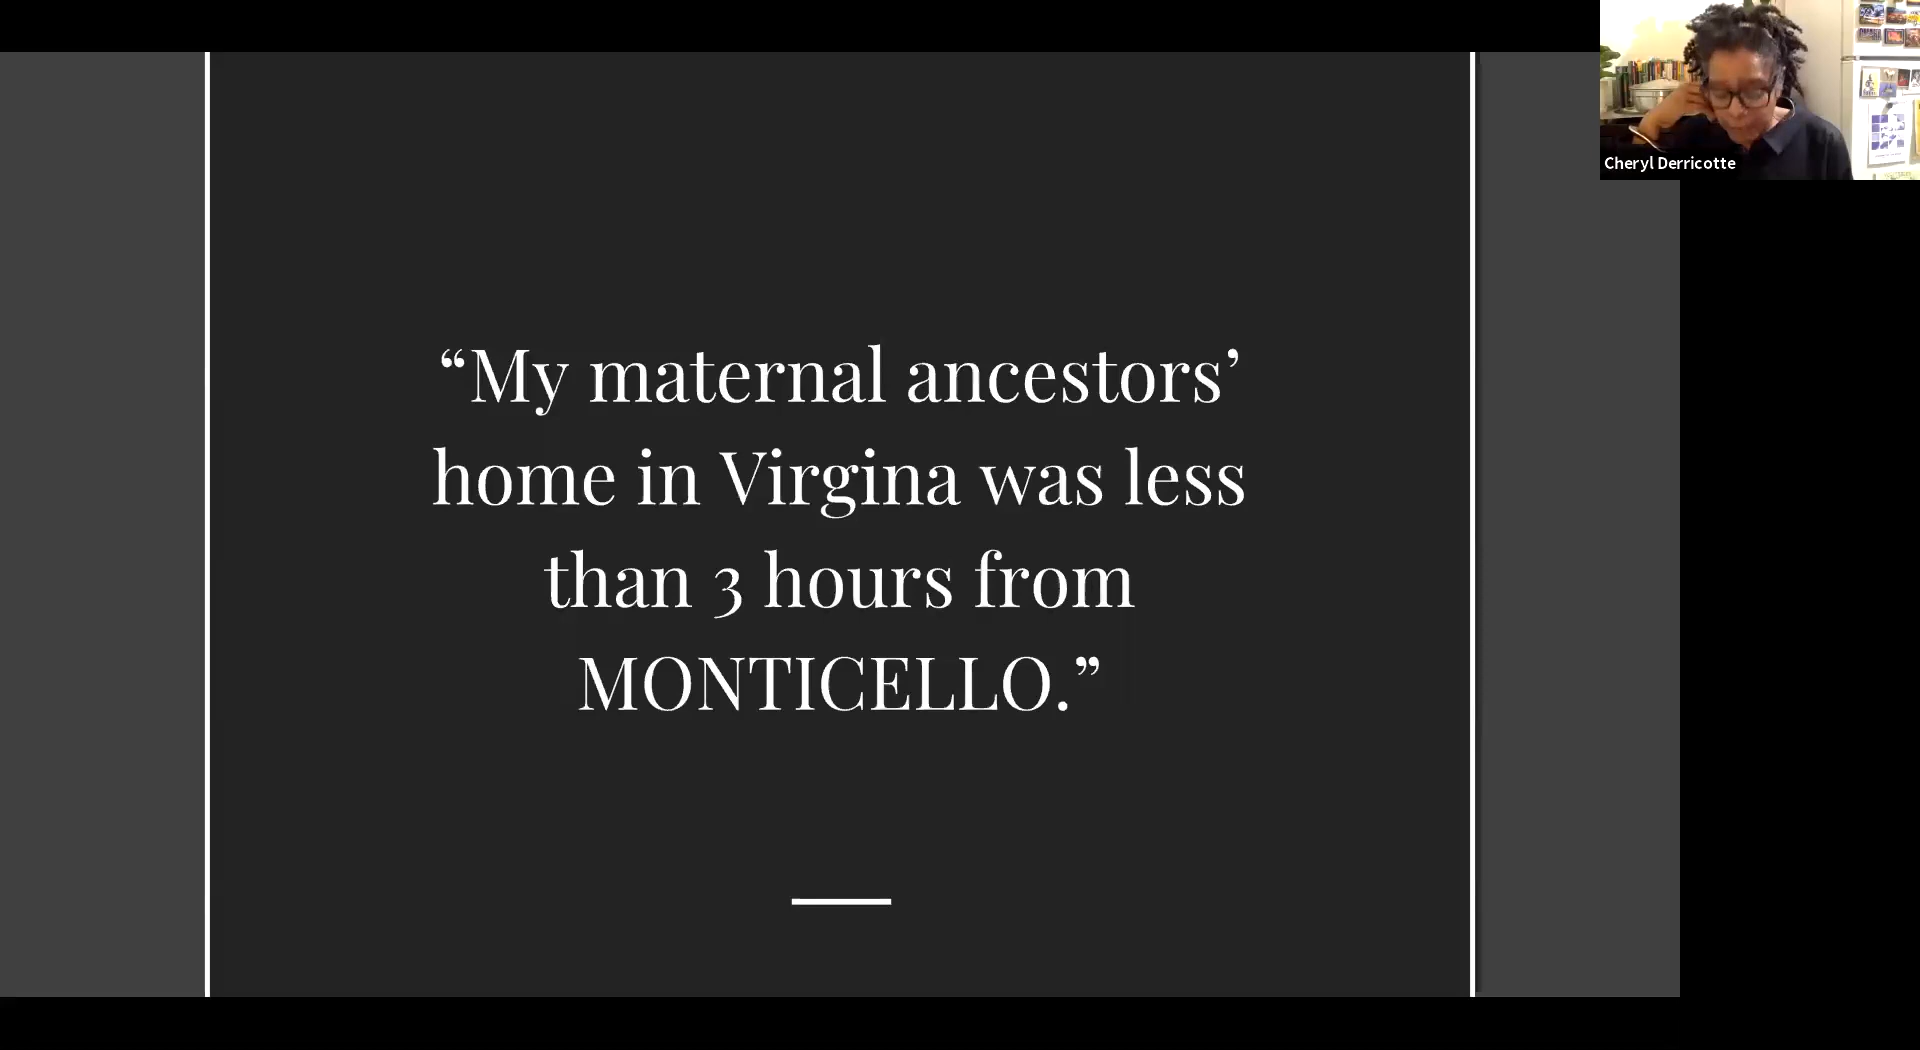 Cheryl Derricotte
“My maternal ancestors’
home in Virgina was less
than 3 hours from
MONTICELLO.”